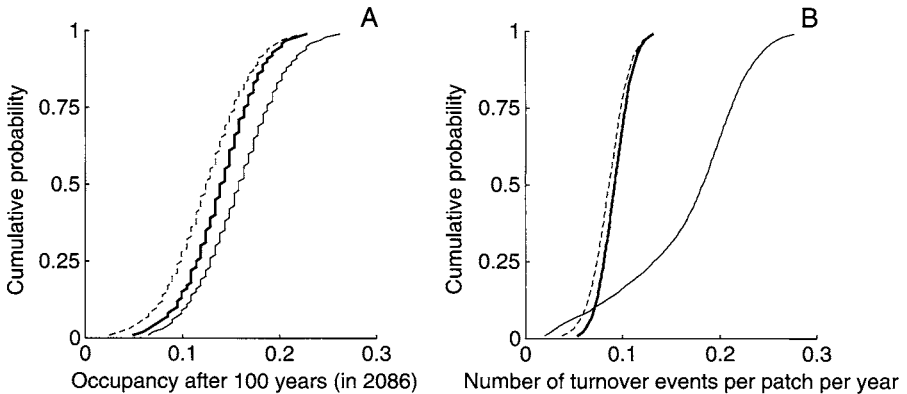 A
1
0.75
0.5
0.25
0
0 0.1 0.2 0.3
Cumulative probability
Occupancy after 100 years (in 2086)
B
1
0.75
0.5
0.25
0
0 0.1 0.2 0.3
Cumulative probability
Number of turnover events per patch per year